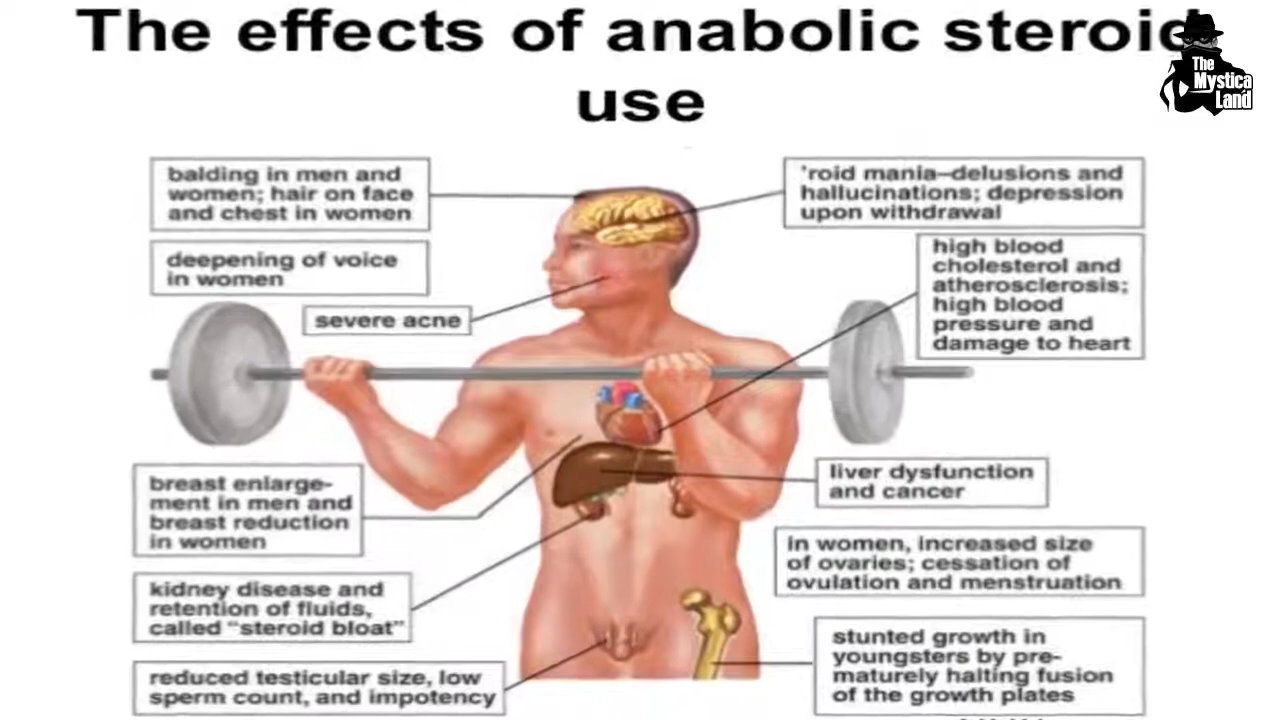 The effects of anabolic steroid
use
The
Mystica
Land
balding in men and
women; hair on face
and chest in women
deepening of voice
in women
severe acne
breast enlarge-
ment in men and
breast reduction
in women
kidney disease and
retention of fluids,
called “steroid bloat”
reduced testicular size, low
sperm count, and impotency
'roid mania–delusions and
hallucinations; depression
upon withdrawal
high blood
cholesterol and
atherosclerosis;
high blood
pressure and
damage to heart
liver dysfunction
and cancer
in women, increased size
of ovaries; cessation of
ovulation and menstruation
stunted growth in
youngsters by pre-
maturely halting fusion
of the growth plates